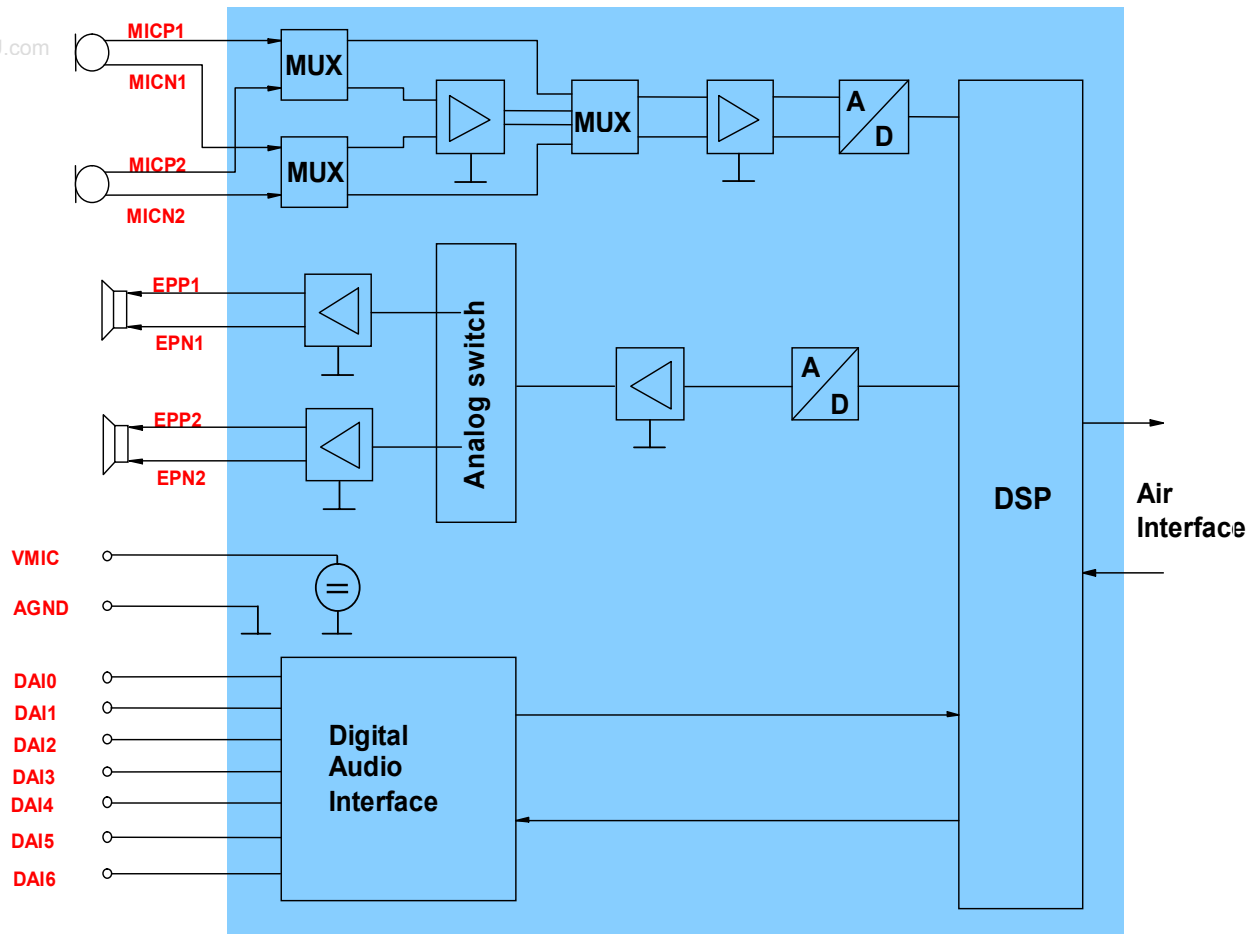 MICP1
.com
MUX
MICN1
A
D
MUX
MICP2
MUX
MICN2
EPP1
EPN1
Analog switch
A
D
EPP2
EPN2
DSP
Air
Interface
VMIC
AGND
DAI0
DAI1
DAI2
DAI3
DAI4
DAI5
DAI6
Digital
Audio
Interface